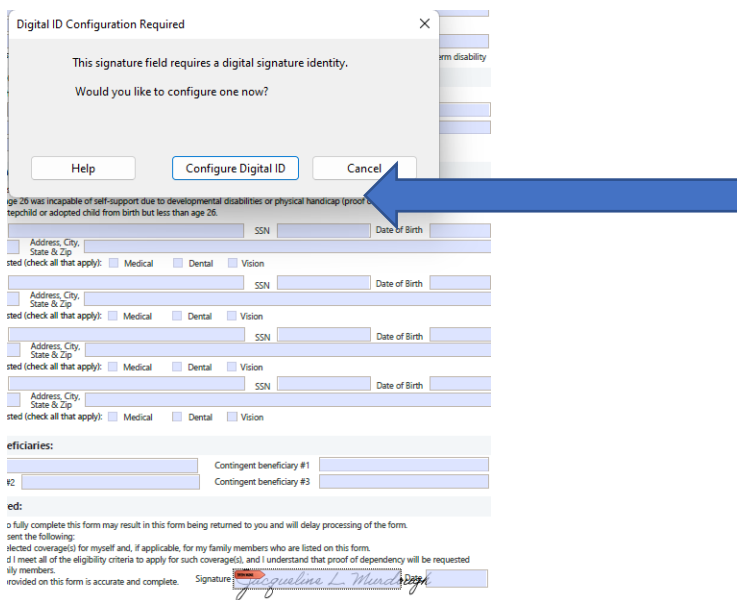 Digital ID Configuration Required
This signature field requires a digital signature identity.
Would you like to configure one now?
Help Configure Digital ID Cancel
erm disability
ge 26 was incapable of self-support due to developmental disabilities or physical handicap (proof
tepchild or adopted child from birth but less than age 26.
SSN Date of Birth
Address, City, State & Zip
sted (check all that apply): Medical Dental Vision
SSN Date of Birth
Address, City, State & Zip
sted (check all that apply): Medical Dental Vision
SSN Date of Birth
Address, City, State & Zip
sted (check all that apply): Medical Dental Vision
SSN Date of Birth
Address, City, State & Zip
sted (check all that apply): Medical Dental Vision
eficiaries:
Contingent beneficiary #1
#2 Contingent beneficiary #3
ed:
o fully complete this form may result in this form being returned to you and will delay processing of the form.
sent the following:
elected coverage(s) for myself and, if applicable, for my family members who are listed on this form.
d I meet all of the eligibility criteria to apply for such coverage(s), and I understand that proof of dependency will be requested
ily members.
provided on this form is accurate and complete. Signature Jacqueline L. Murdaugh Date